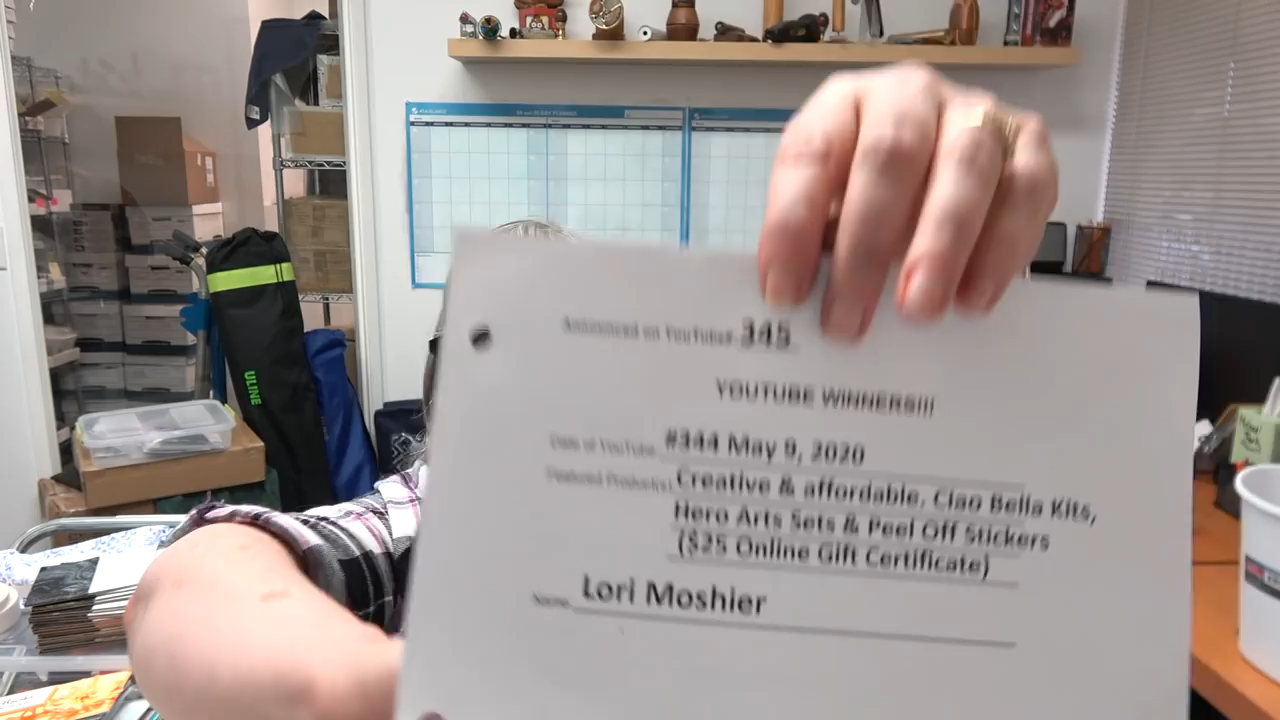 Announced on YouTube# 345
YOUTUBE WINNERS!!!
Date of YouTube #344 May 9, 2020
Featured Product(s) Creative & affordable. Ciao Bella Kits,
Hero Arts Sets & Peel Off Stickers
($25 Online Gift Certificate)
Name Lori Moshier
ULINE